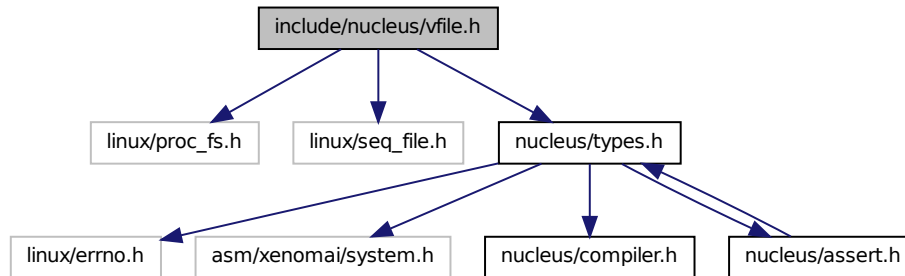 include/nucleus/vfile.h
linux/proc_fs.h
linux/seq_file.h
nucleus/types.h
linux/errno.h
asm/xenomai/system.h
nucleus/compiler.h
nucleus/assert.h